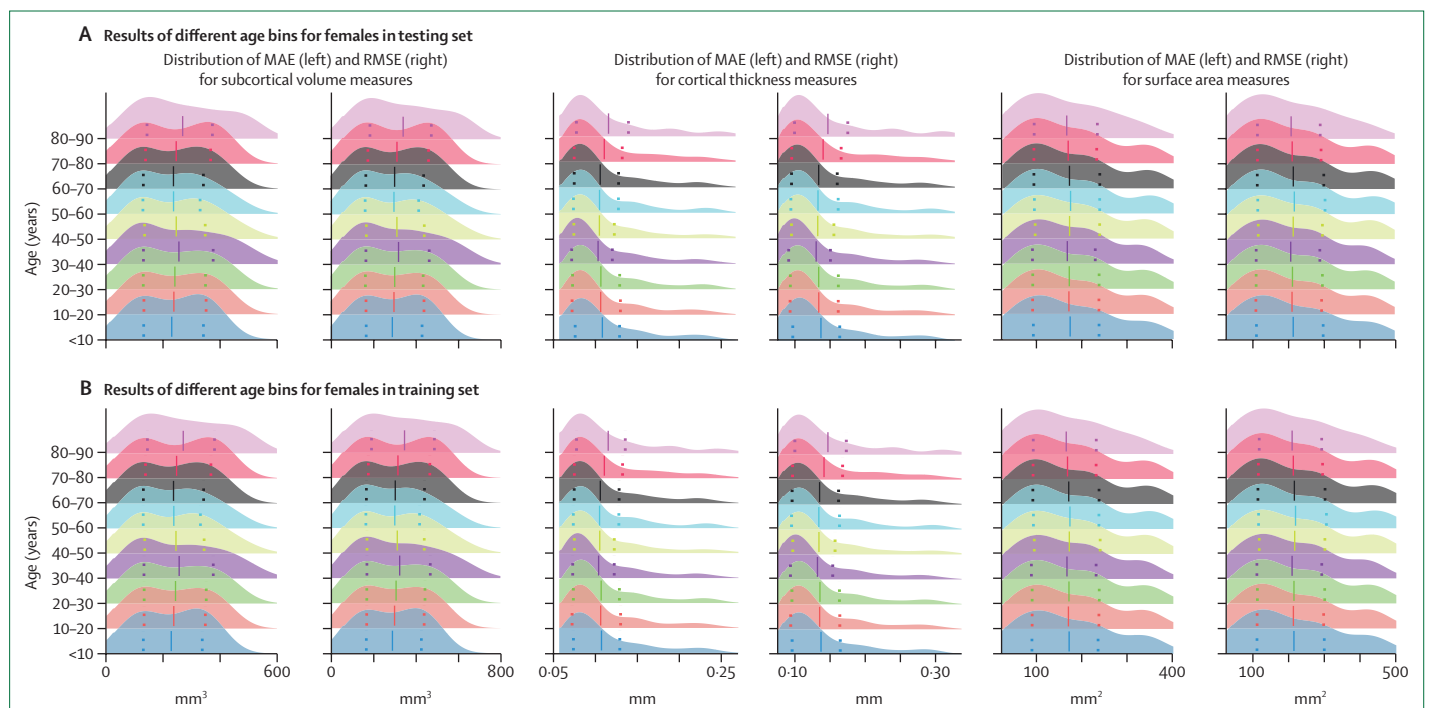 A Results of different age bins for females in testing set
Distribution of MAE (left) and RMSE (right)
for subcortical volume measures
Distribution of MAE (left) and RMSE (right)
for cortical thickness measures
Distribution of MAE (left) and RMSE (right)
for surface area measures
Age (years)
80–90
70–80
60–70
50–60
40–50
30–40
20–30
10–20
<10
B Results of different age bins for females in training set
Age (years)
80–90
70–80
60–70
50–60
40–50
30–40
20–30
10–20
<10
0 600 0 800 0·05 0·25 0·10 0·30 100 400 100 500
mm³ mm³ mm mm mm² mm²